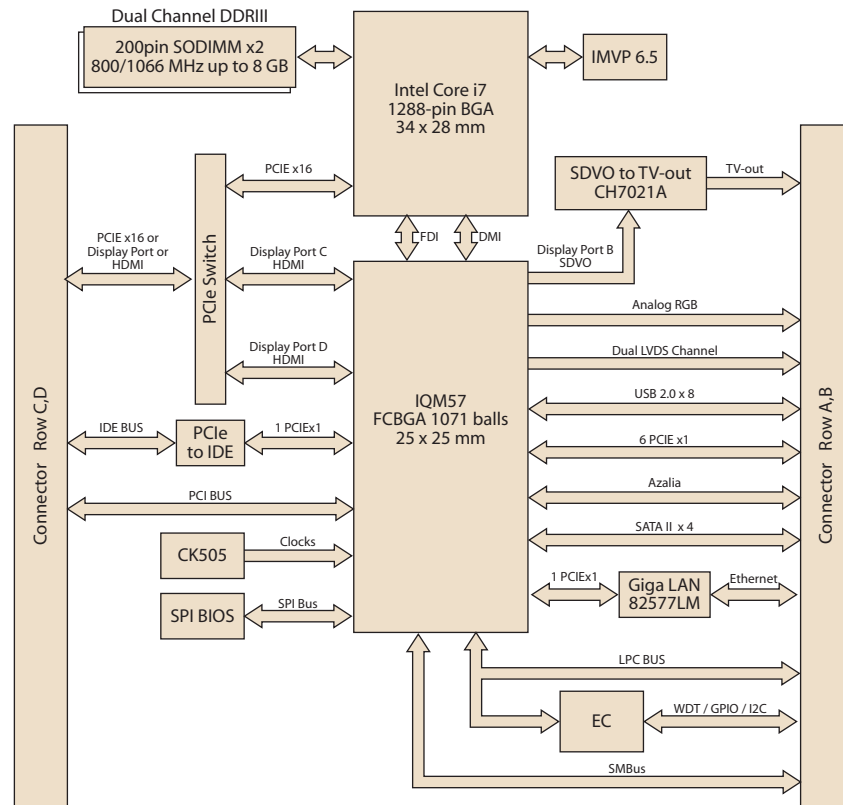 Dual Channel DDRIII
200pin SODIMM x2
800/1066 MHz up to 8 GB
Intel Core i7
1288-pin BGA
34 x 28 mm
IMVP 6.5
PCIE x16
SDVO to TV-out
CH7021A
TV-out
FDI
DMI
PCIE x16 or
Display Port or
HDMI
PCIe Switch
Display Port C
HDMI
Display Port B
SDVO
Analog RGB
Display Port D
HDMI
Dual LVDS Channel
IQM57
FCBGA 1071 balls
25 x 25 mm
USB 2.0 x 8
Connector Row C,D
Connector Row A,B
IDE BUS
PCIe
to IDE
1 PCIEx1
6 PCIE x1
Azalia
PCI BUS
SATA II x 4
CK505
Clocks
1 PCIEx1
Giga LAN
82577LM
Ethernet
SPI BIOS
SPI Bus
LPC BUS
EC
WDT / GPIO / I2C
SMBus